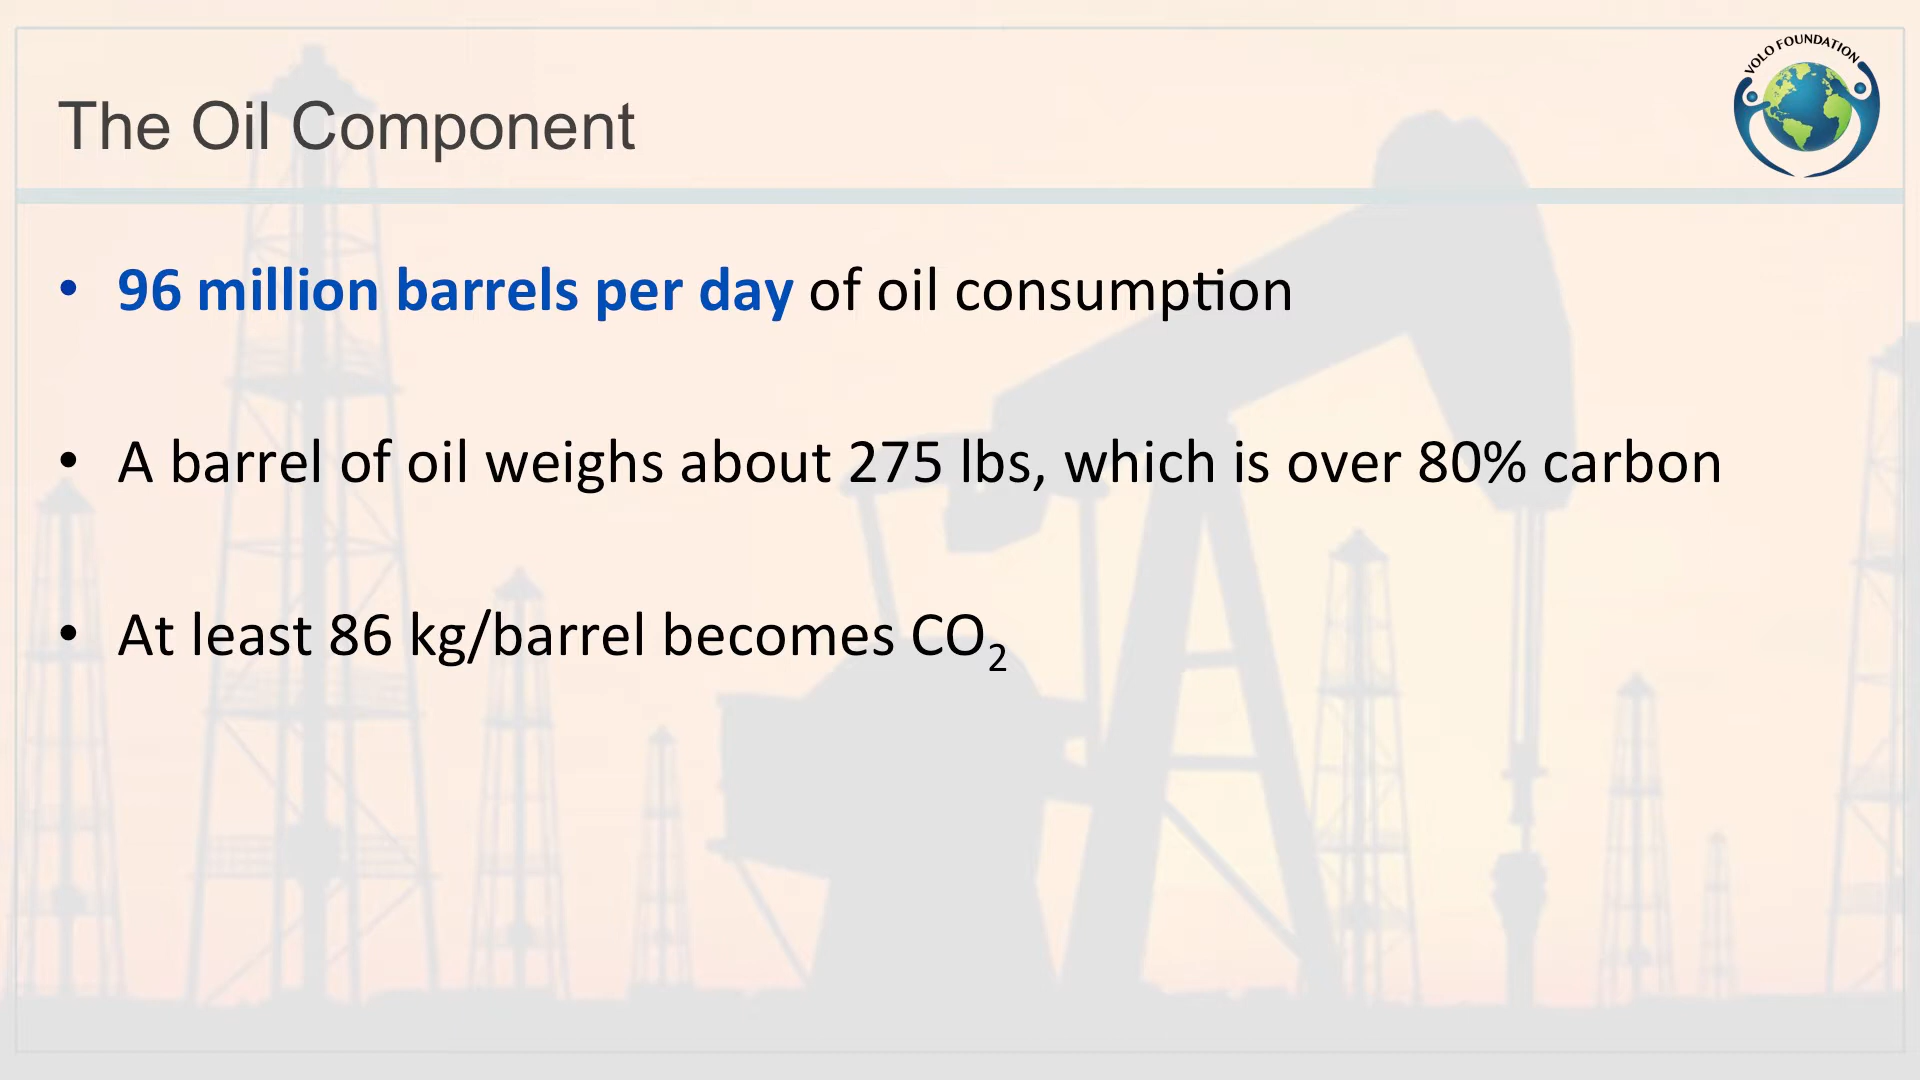 VOLO FOUNDATION
The Oil Component
• 96 million barrels per day of oil consumption
• A barrel of oil weighs about 275 lbs, which is over 80% carbon
• At least 86 kg/barrel becomes CO₂